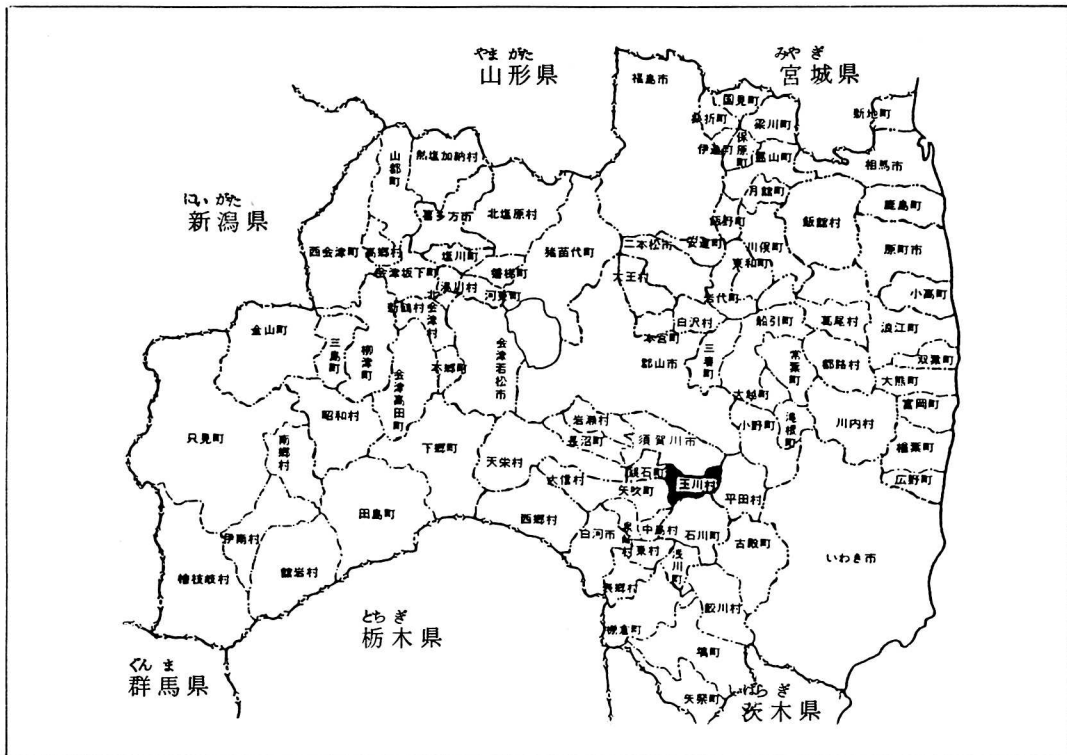 やまがた
山形県
みやぎ
宮城県
福島市
国見町
桑折町
梁川町
新地町
伊達町
保原町
霊山町
相馬市
山都町
熱塩加納村
月舘町
鹿島町
にいがた
新潟県
喜多方市
北塩原村
飯野町
飯舘村
西会津町
高郷村
塩川町
猪苗代町
二本松市
安達町
川俣町
原町市
会津坂下町
磐梯町
東和町
大玉村
湯川村
河東町
岩代町
小高町
新鶴村
北会津村
白沢村
船引町
葛尾村
浪江町
金山町
三島町
柳津町
会津若松市
本宮町
郡山市
三春町
常葉町
都路村
双葉町
本郷町
会津高田町
大熊町
昭和村
大越町
富岡町
只見町
南郷村
下郷町
天栄村
岩瀬村
長沼町
須賀川市
小野町
滝根町
川内村
楢葉町
鏡石町
玉川村
平田村
広野町
大信村
矢吹町
田島町
西郷村
白河市
泉崎村
中島村
石川町
古殿町
いわき市
伊南村
東村
浅川町
檜枝岐村
舘岩村
表郷村
鮫川村
とちぎ
栃木県
棚倉町
塙町
ぐんま
群馬県
矢祭町
いばらぎ
茨木県